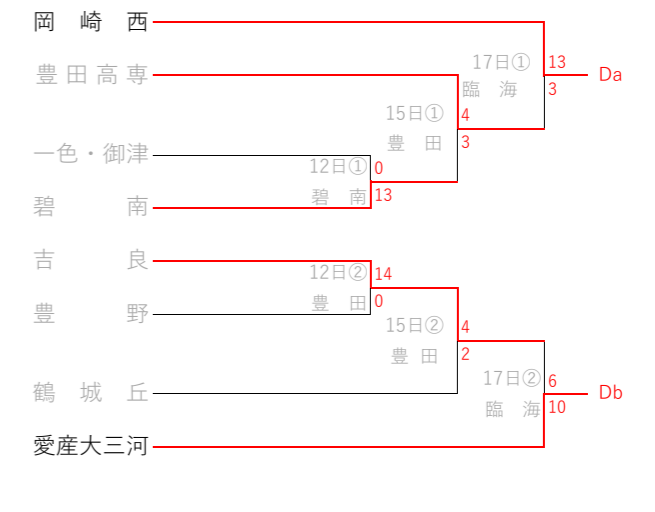 岡崎西
17日① 13
豊田高専 Da
臨海 3
15日① 4
豊田 3
一色・御津
12日① 0
碧南 13
碧南
吉良
12日② 14
豊田 0
豊野
15日② 4
豊田 2
17日② 6
鶴城丘 Db
臨海 10
愛産大三河